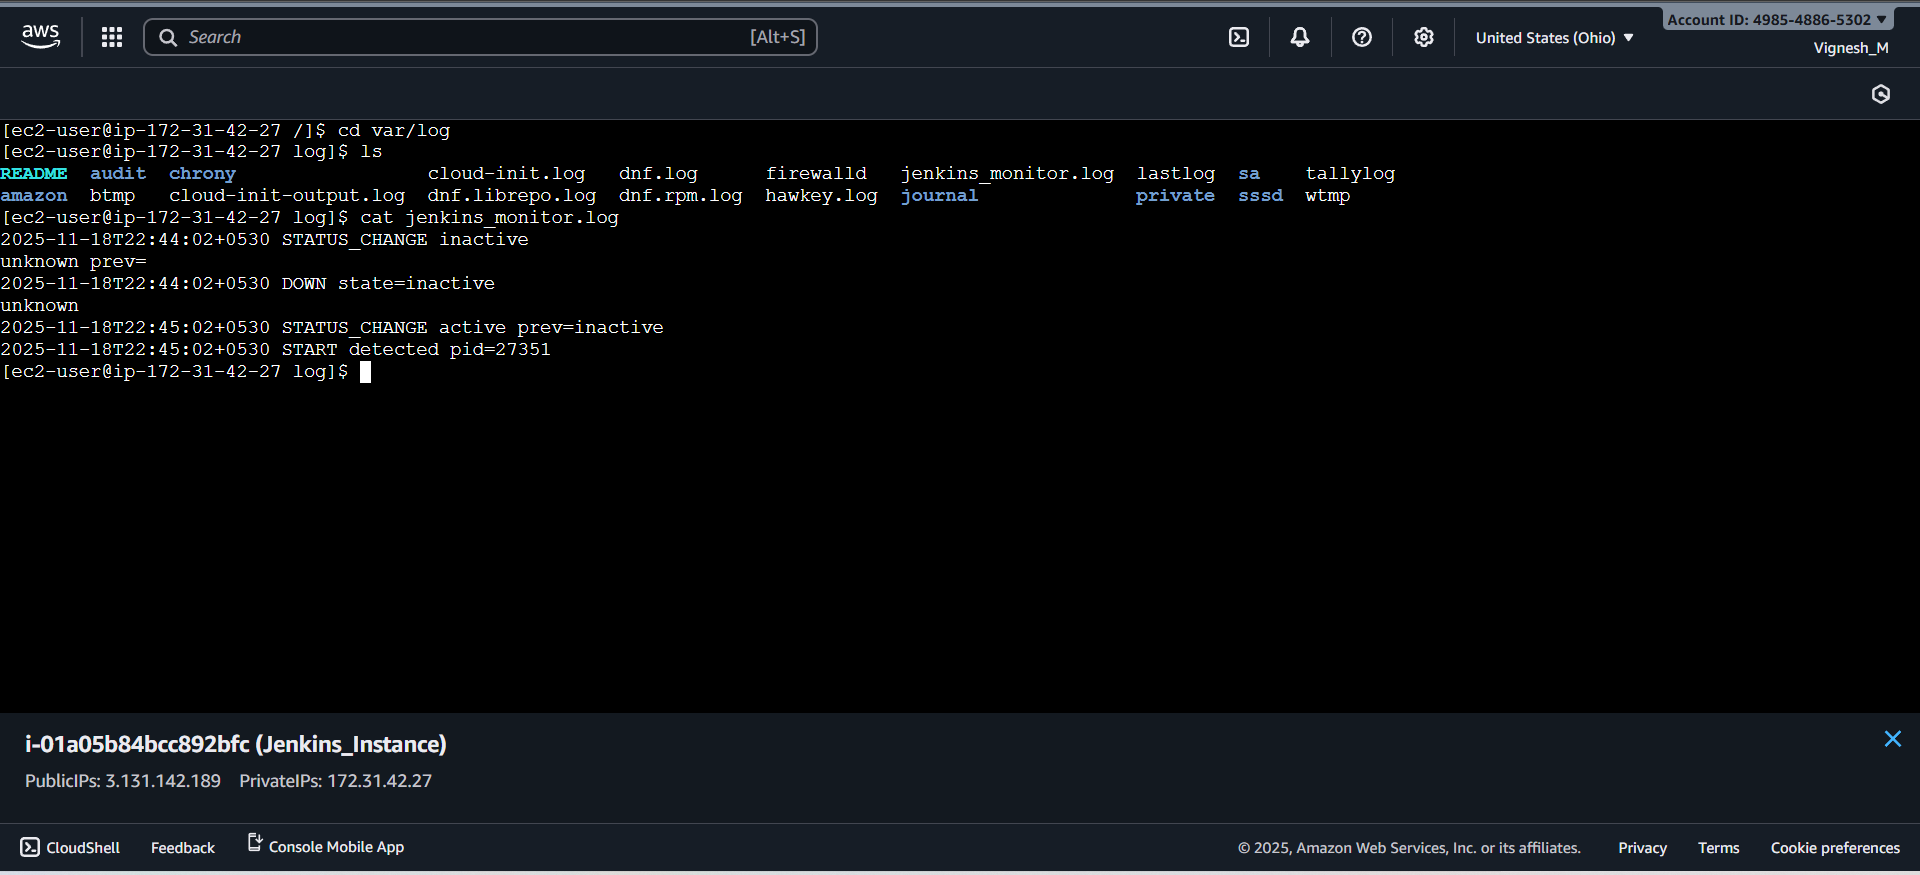 aws
Search [Alt+S]
United States (Ohio) ▼
Account ID: 4985-4886-5302 ▼
Vignesh_M
[ec2-user@ip-172-31-42-27 /]$ cd var/log
[ec2-user@ip-172-31-42-27 log]$ ls
README  audit  chrony                 cloud-init.log   dnf.log      firewalld   jenkins_monitor.log  lastlog  sa    tallylog
amazon  btmp   cloud-init-output.log  dnf.librepo.log  dnf.rpm.log  hawkey.log  journal              private  sssd  wtmp
[ec2-user@ip-172-31-42-27 log]$ cat jenkins_monitor.log
2025-11-18T22:44:02+0530 STATUS_CHANGE inactive
unknown prev=
2025-11-18T22:44:02+0530 DOWN state=inactive
unknown
2025-11-18T22:45:02+0530 STATUS_CHANGE active prev=inactive
2025-11-18T22:45:02+0530 START detected pid=27351
[ec2-user@ip-172-31-42-27 log]$
i-01a05b84bcc892bfc (Jenkins_Instance)
PublicIPs: 3.131.142.189 PrivateIPs: 172.31.42.27
CloudShell Feedback Console Mobile App © 2025, Amazon Web Services, Inc. or its affiliates. Privacy Terms Cookie preferences